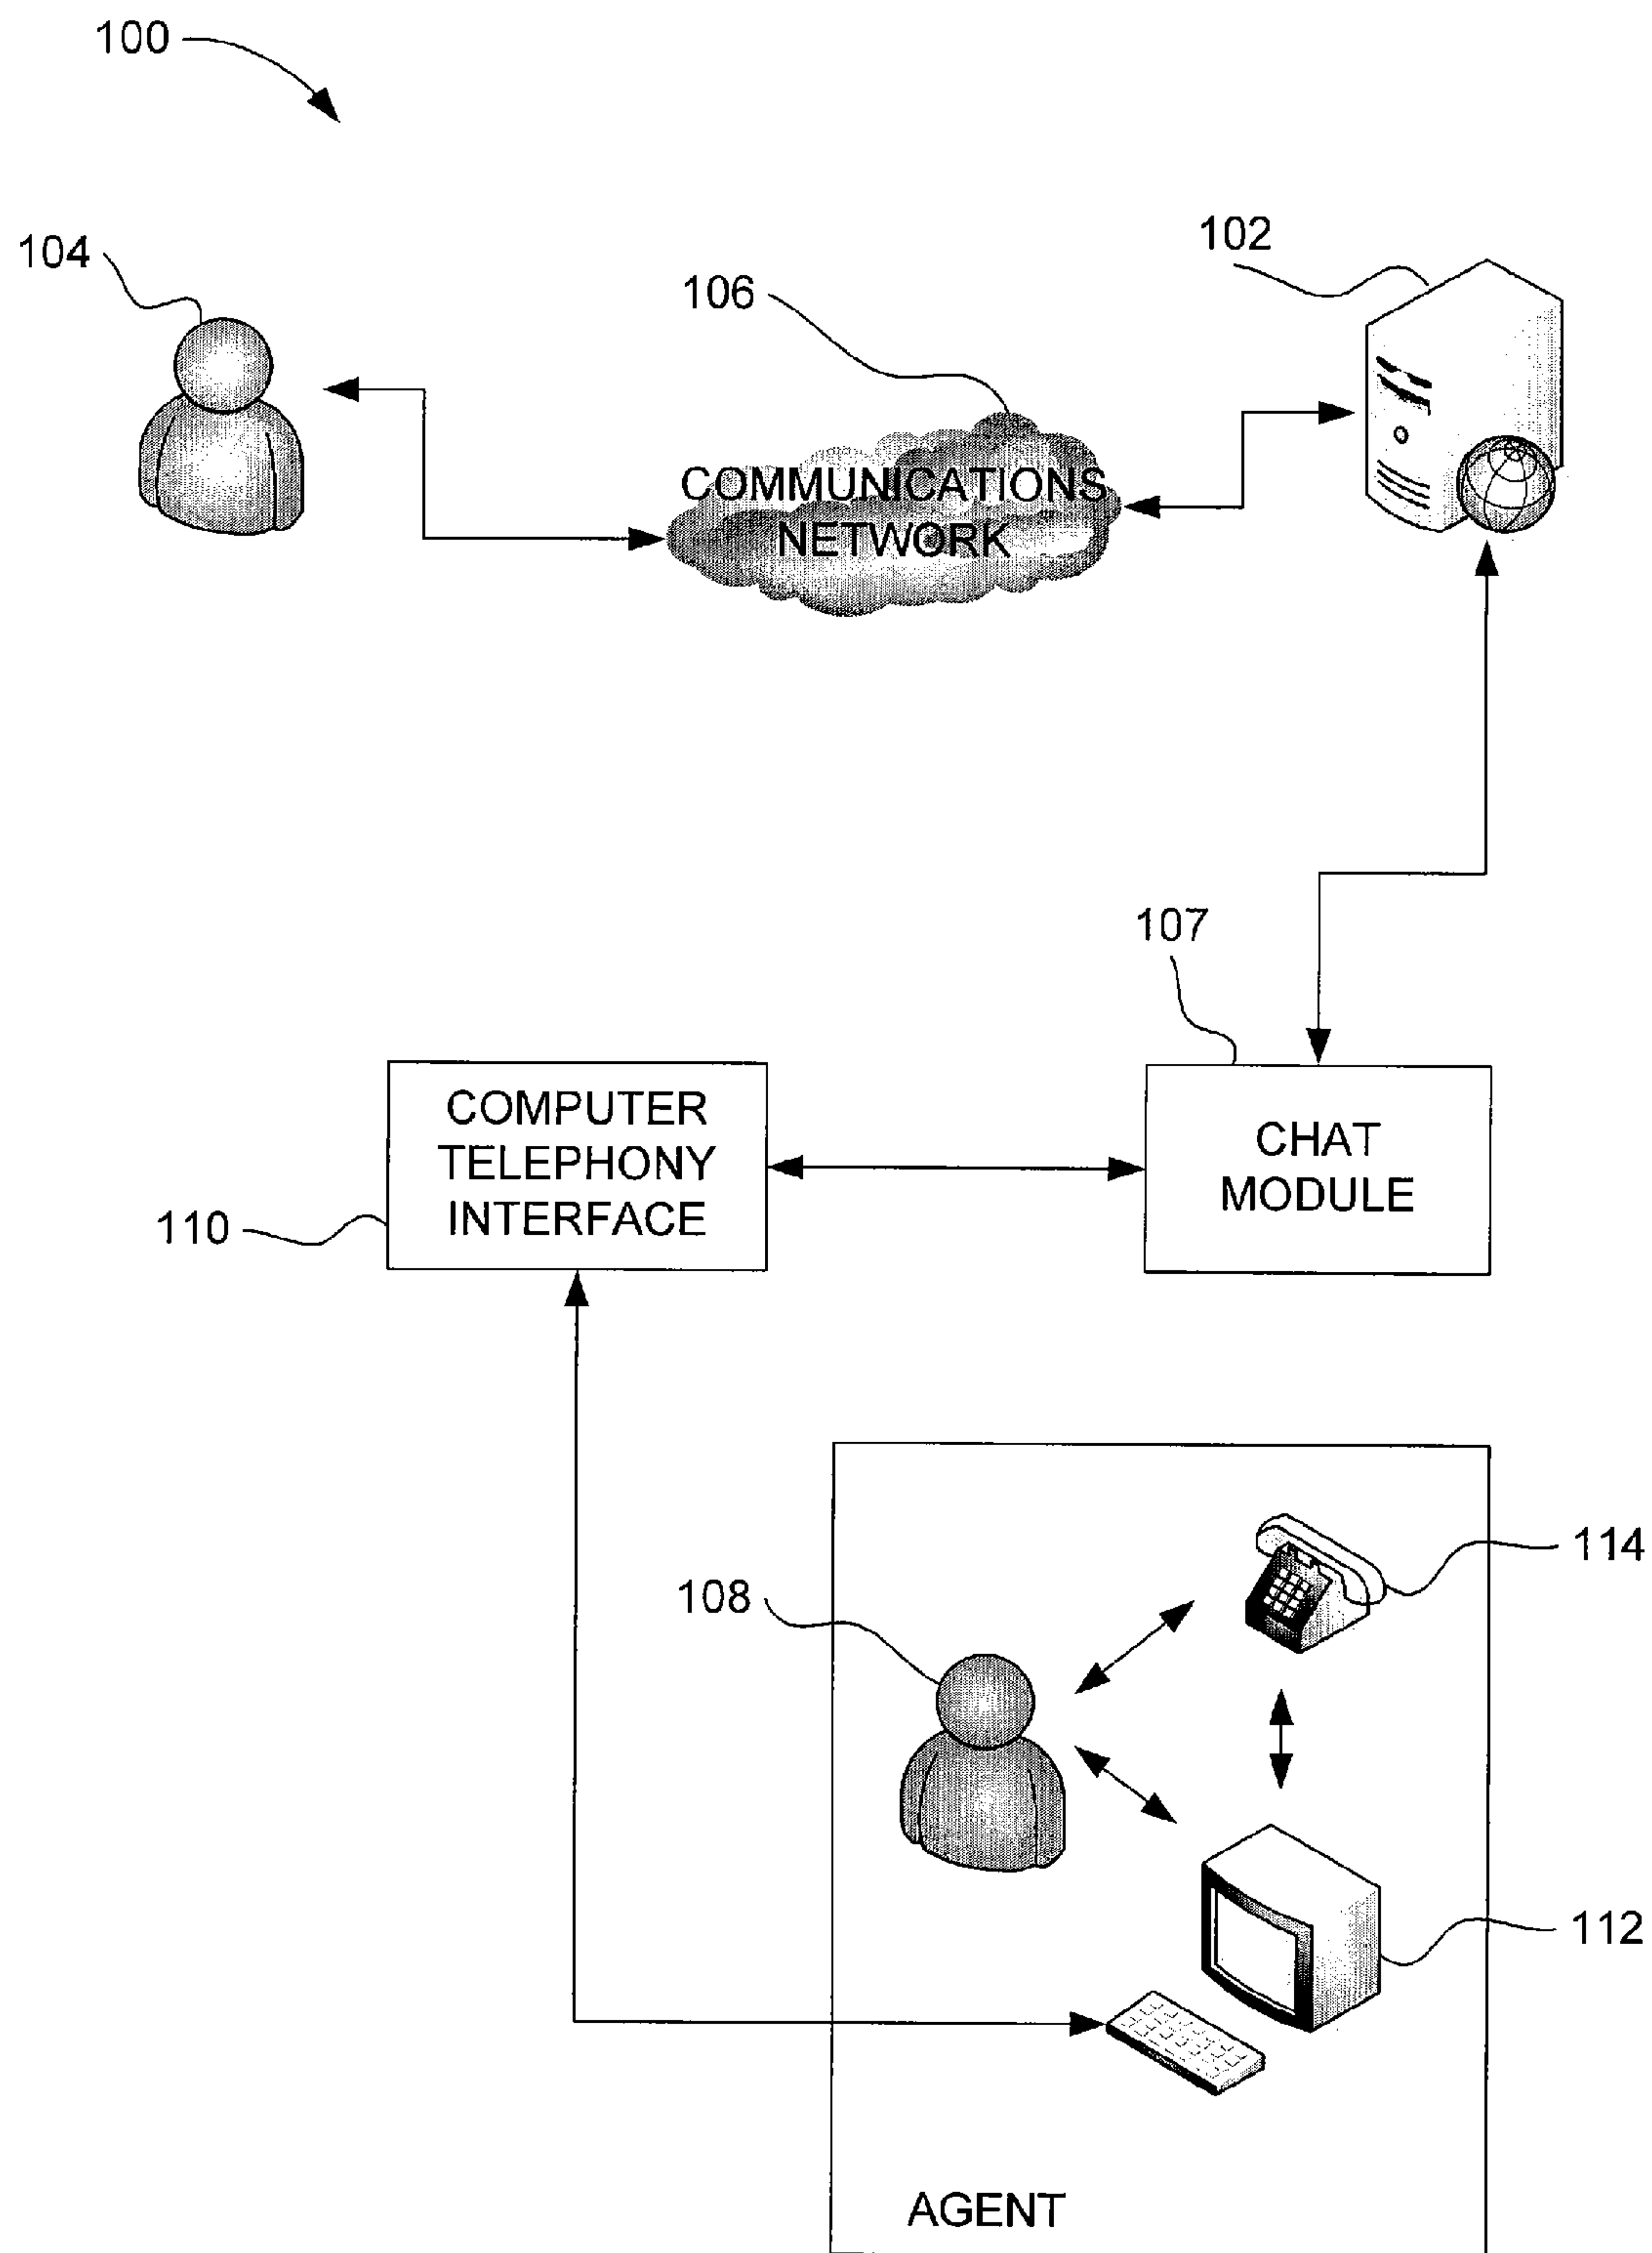 100
104
102
106
COMMUNICATIONS
NETWORK
107
COMPUTER
TELEPHONY
INTERFACE
CHAT
MODULE
110
114
108
112
AGENT